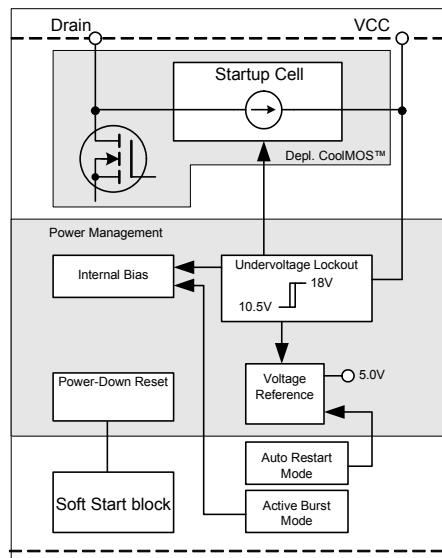 Drain
VCC
Startup Cell
Depl. CoolMOS™
Power Management
Internal Bias
Undervoltage Lockout
18V
10.5V
Power-Down Reset
Voltage
Reference
5.0V
Auto Restart
Mode
Soft Start block
Active Burst
Mode